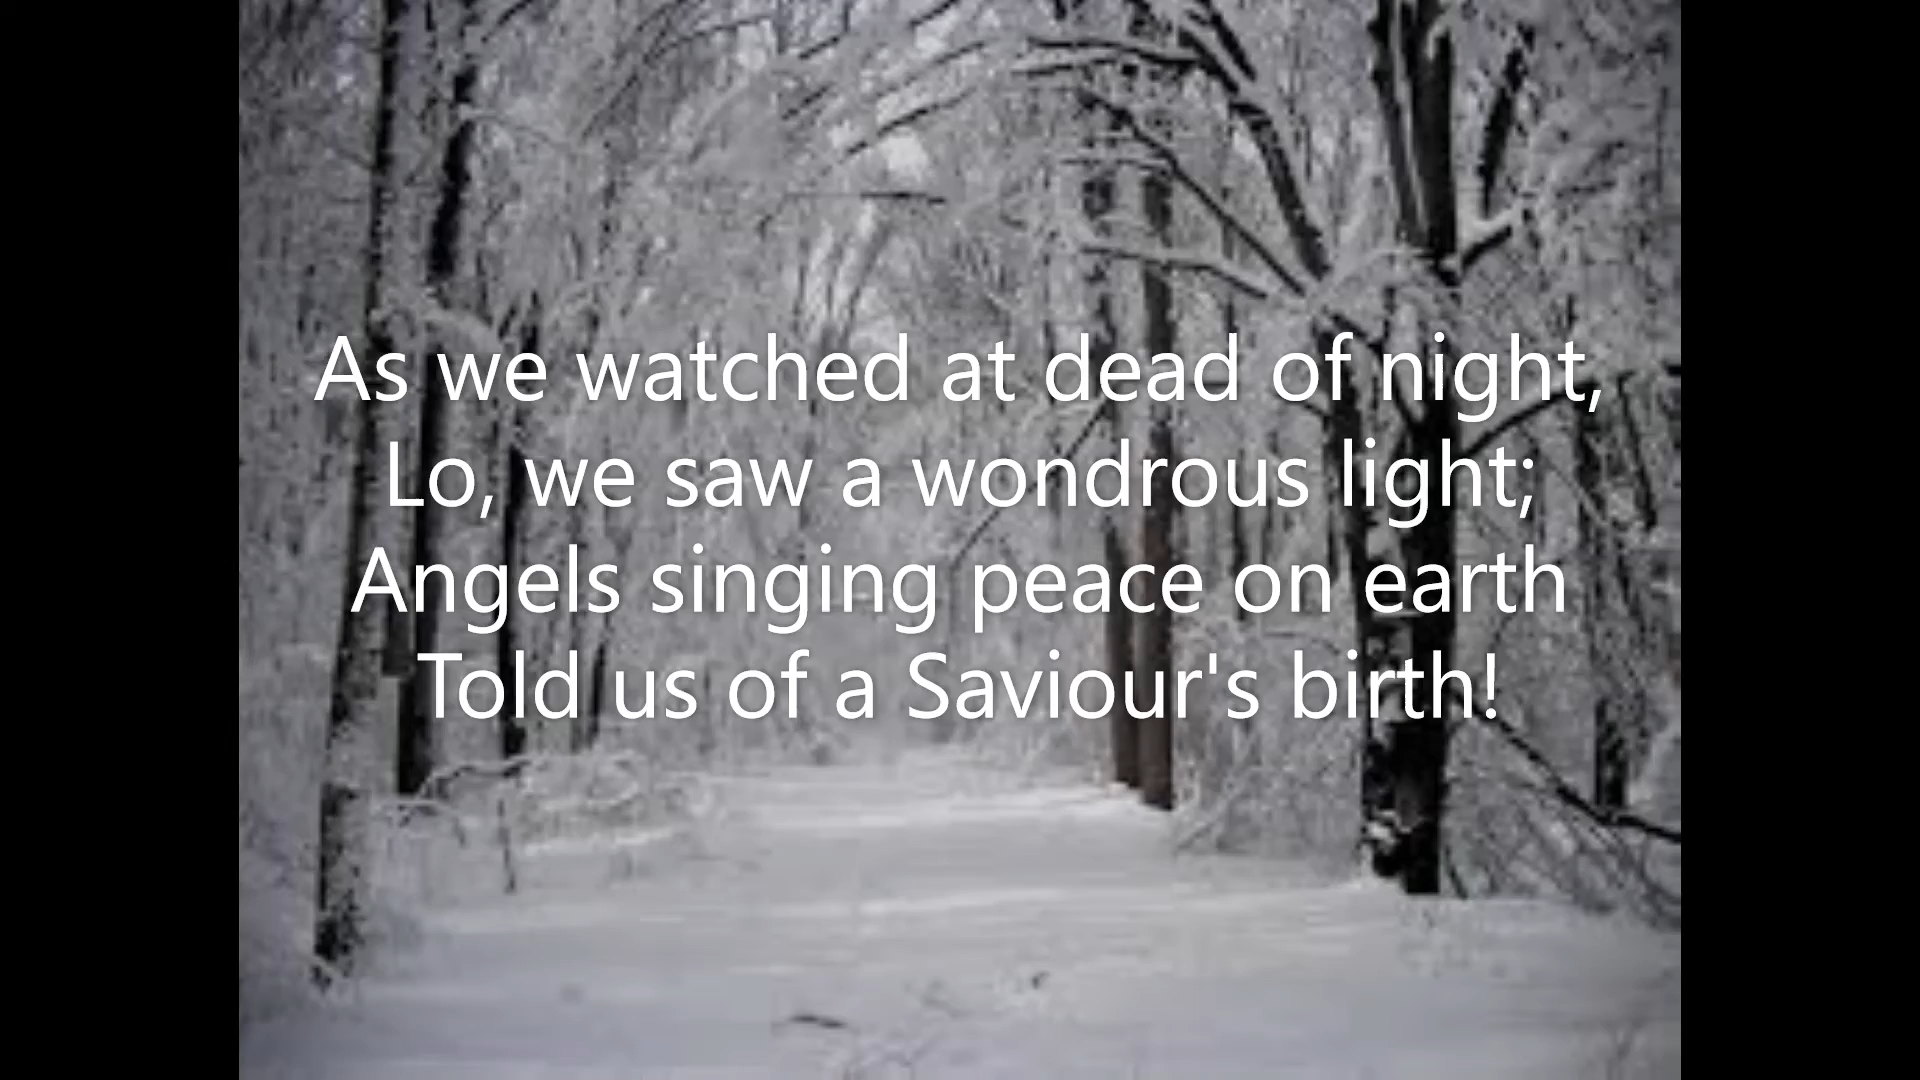 As we watched at dead of night,
Lo, we saw a wondrous light;
Angels singing peace on earth
Told us of a Saviour's birth!